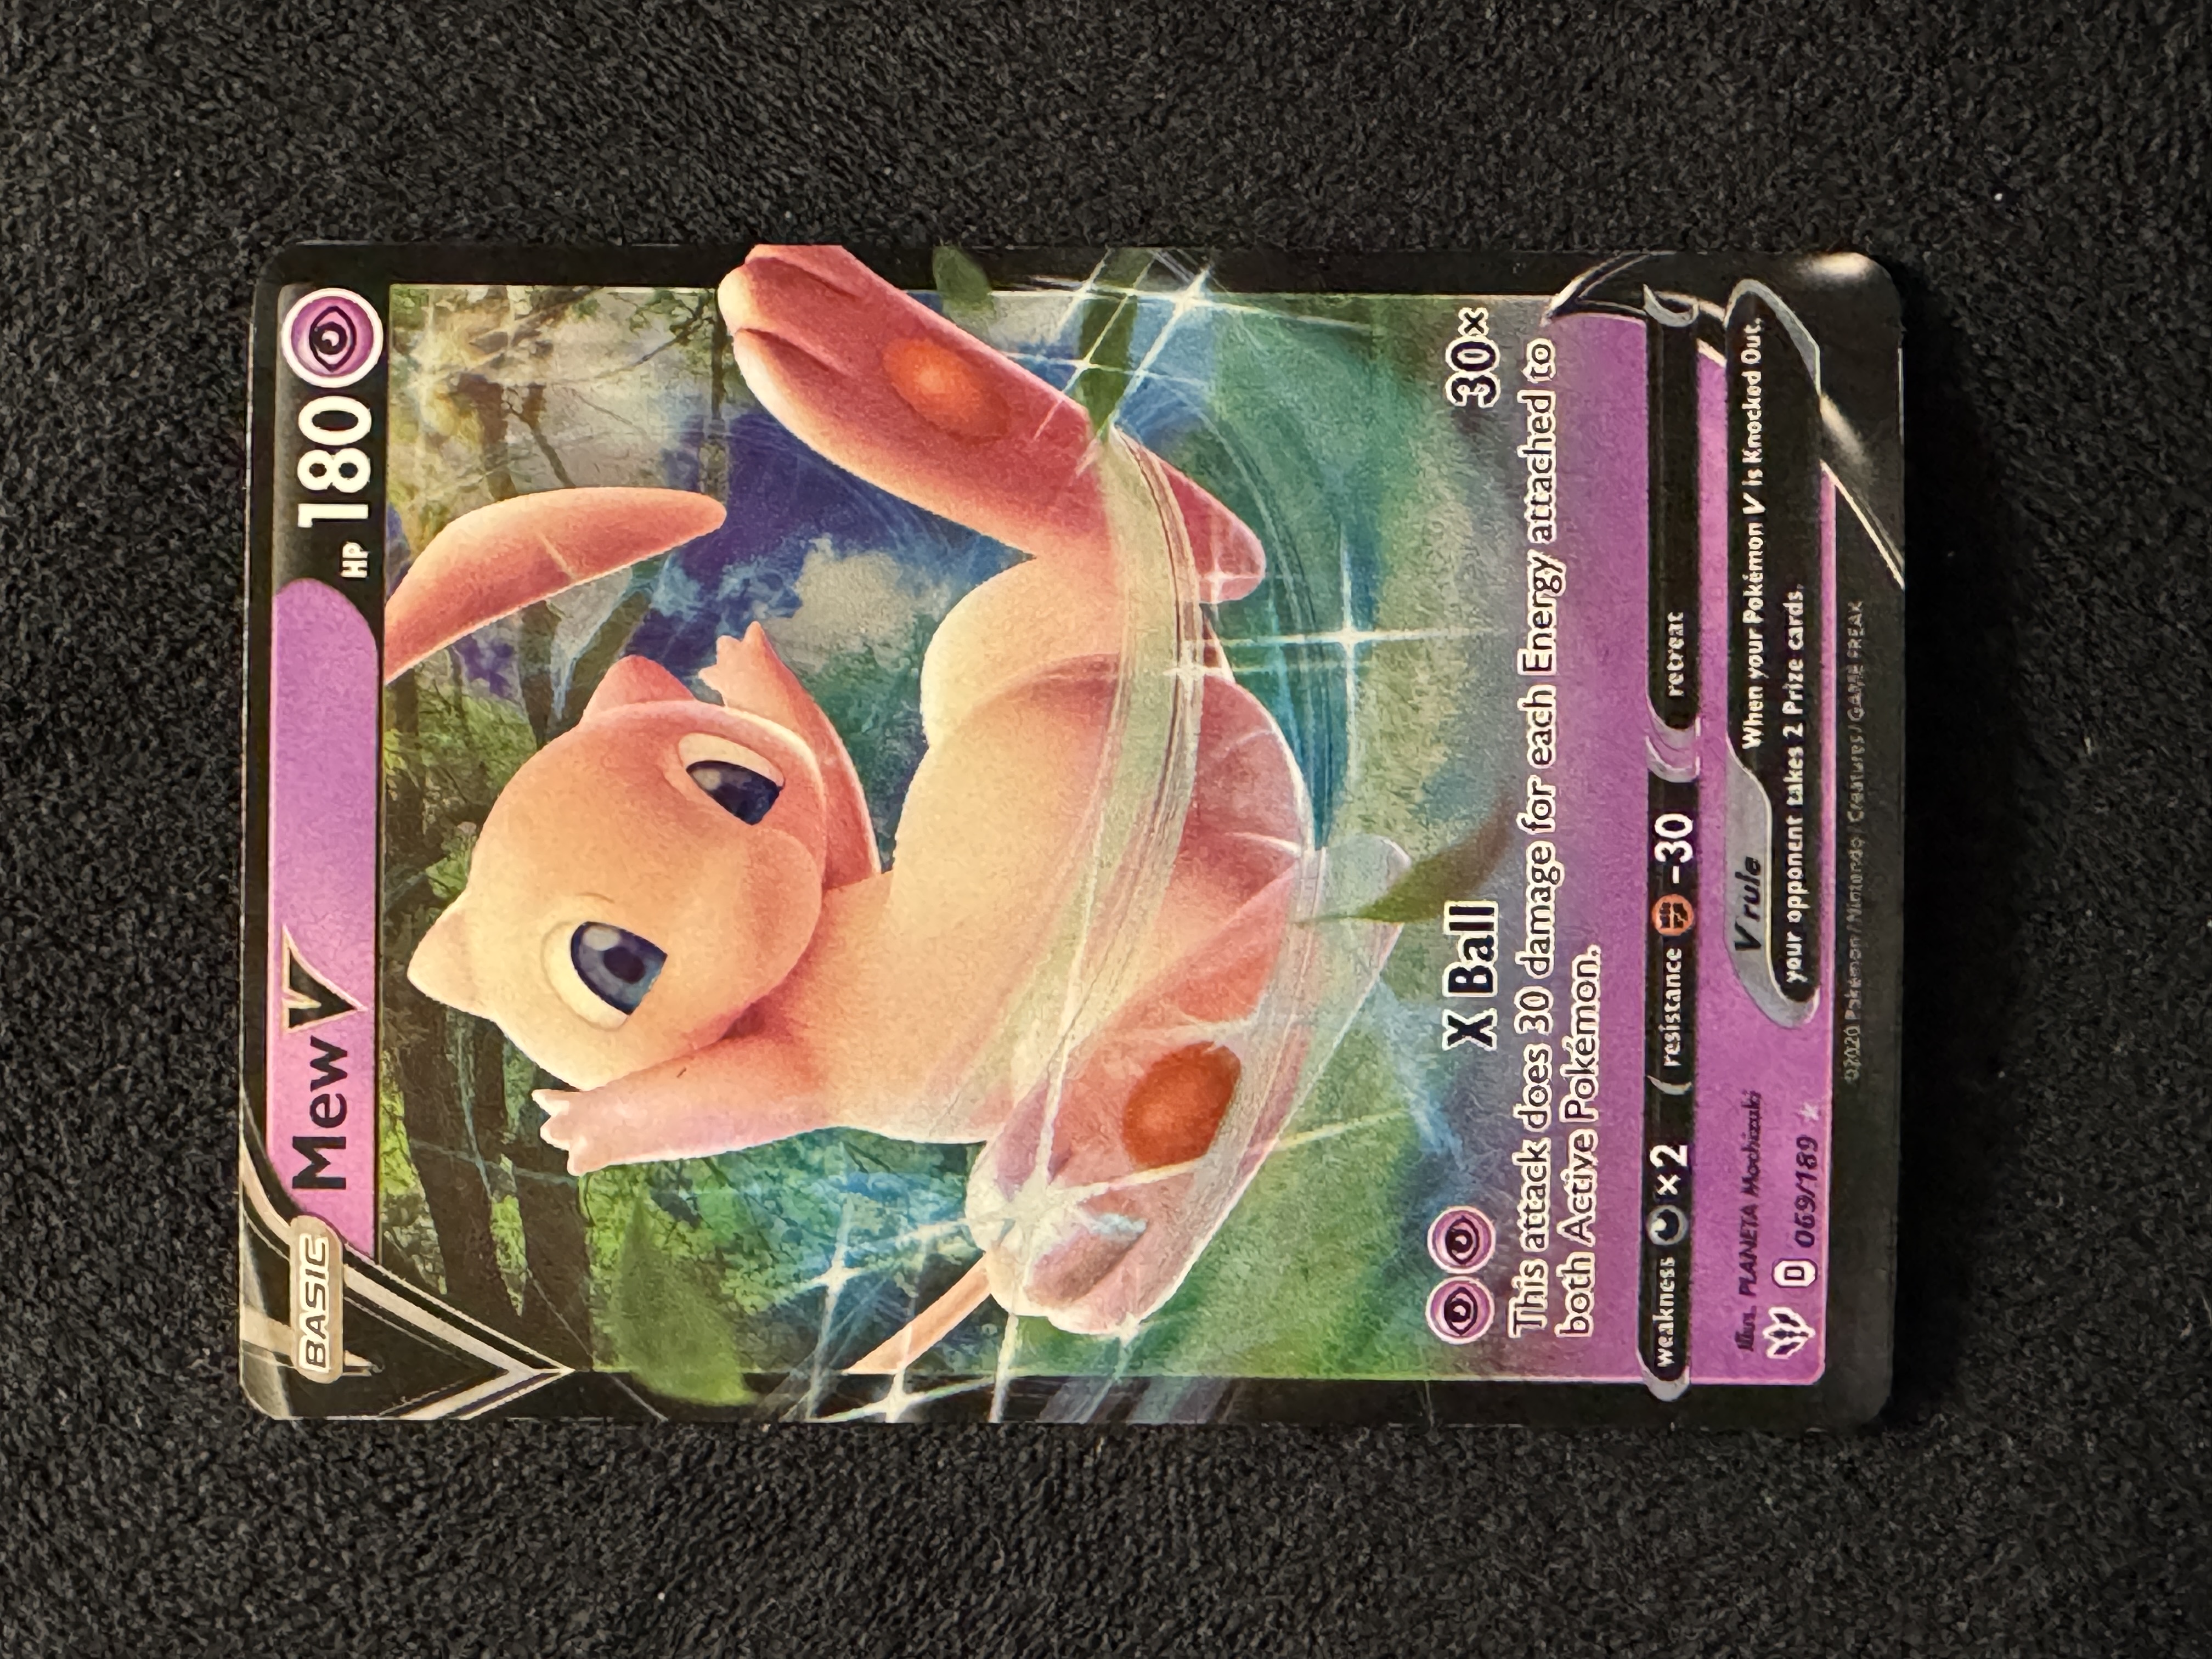 BASIC
Mew V
HP 180
X Ball 30×
This attack does 30 damage for each Energy attached to
both Active Pokémon.
weakness ×2 resistance -30 retreat
Illus. PLANETA Mochizuki
V rule
When your Pokémon V is Knocked Out,
your opponent takes 2 Prize cards.
D 069/189
©2020 Pokémon/Nintendo/Creatures/GAME FREAK